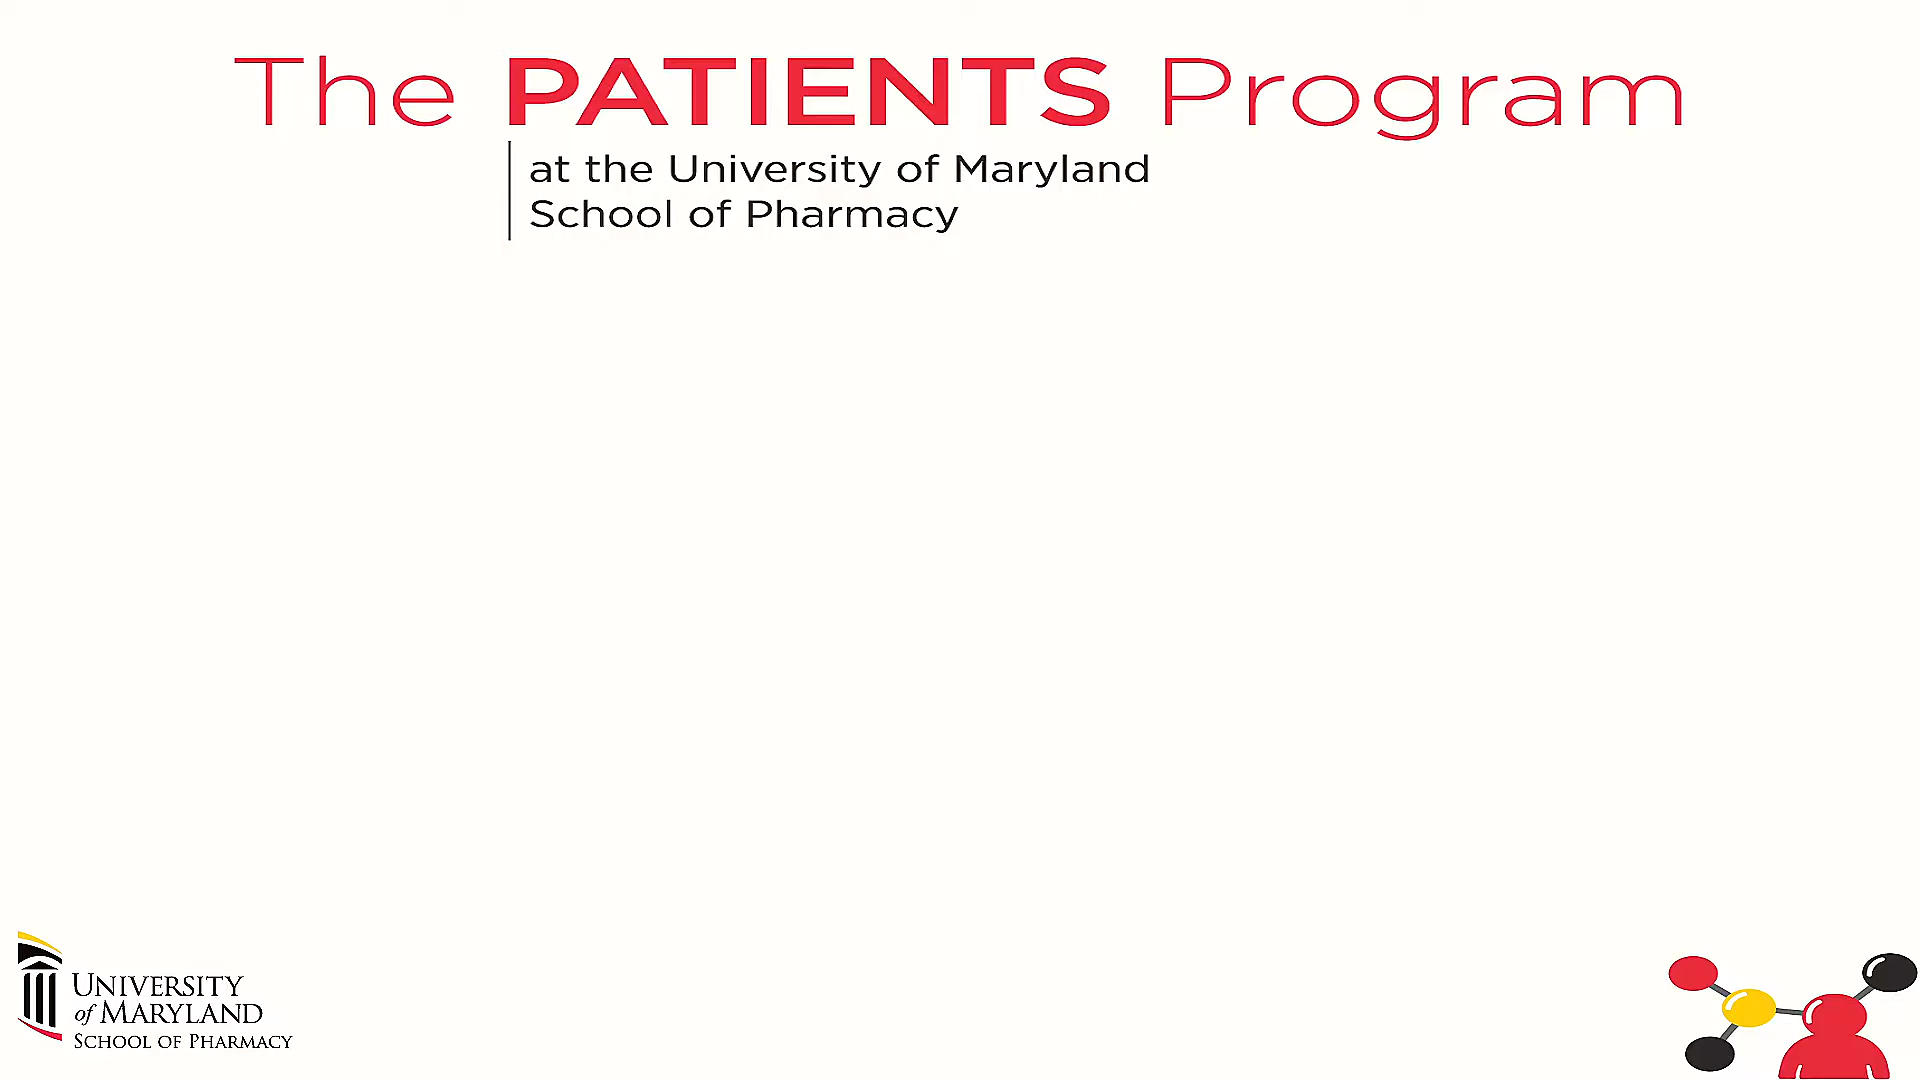 The PATIENTS Program
at the University of Maryland
School of Pharmacy
UNIVERSITY
of MARYLAND
SCHOOL OF PHARMACY